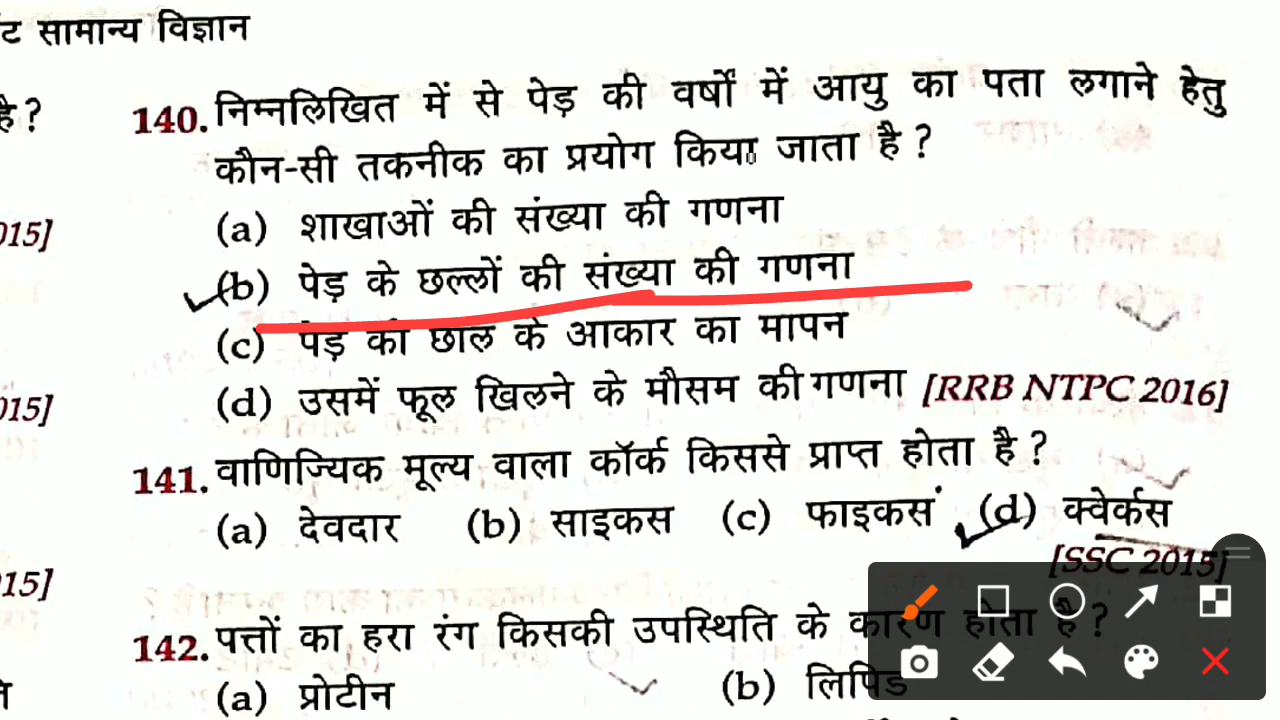 ट सामान्य विज्ञान
है ?
140. निम्नलिखित में से पेड़ की वर्षों में आयु का पता लगाने हेतु
कौन-सी तकनीक का प्रयोग किया जाता है ?
(a) शाखाओं की संख्या की गणना
015]
(b) पेड़ के छल्लों की संख्या की गणना
(c) पेड़ की छाल के आकार का मापन
(d) उसमें फूल खिलने के मौसम की गणना [RRB NTPC 2016]
015]
141. वाणिज्यिक मूल्य वाला कॉर्क किससे प्राप्त होता है ?
(a) देवदार (b) साइकस (c) फाइकस (d) क्वेर्कस
[SSC 2015]
15]
142. पत्तों का हरा रंग किसकी उपस्थिति के कारण होता है ?
(a) प्रोटीन (b) लिपिड